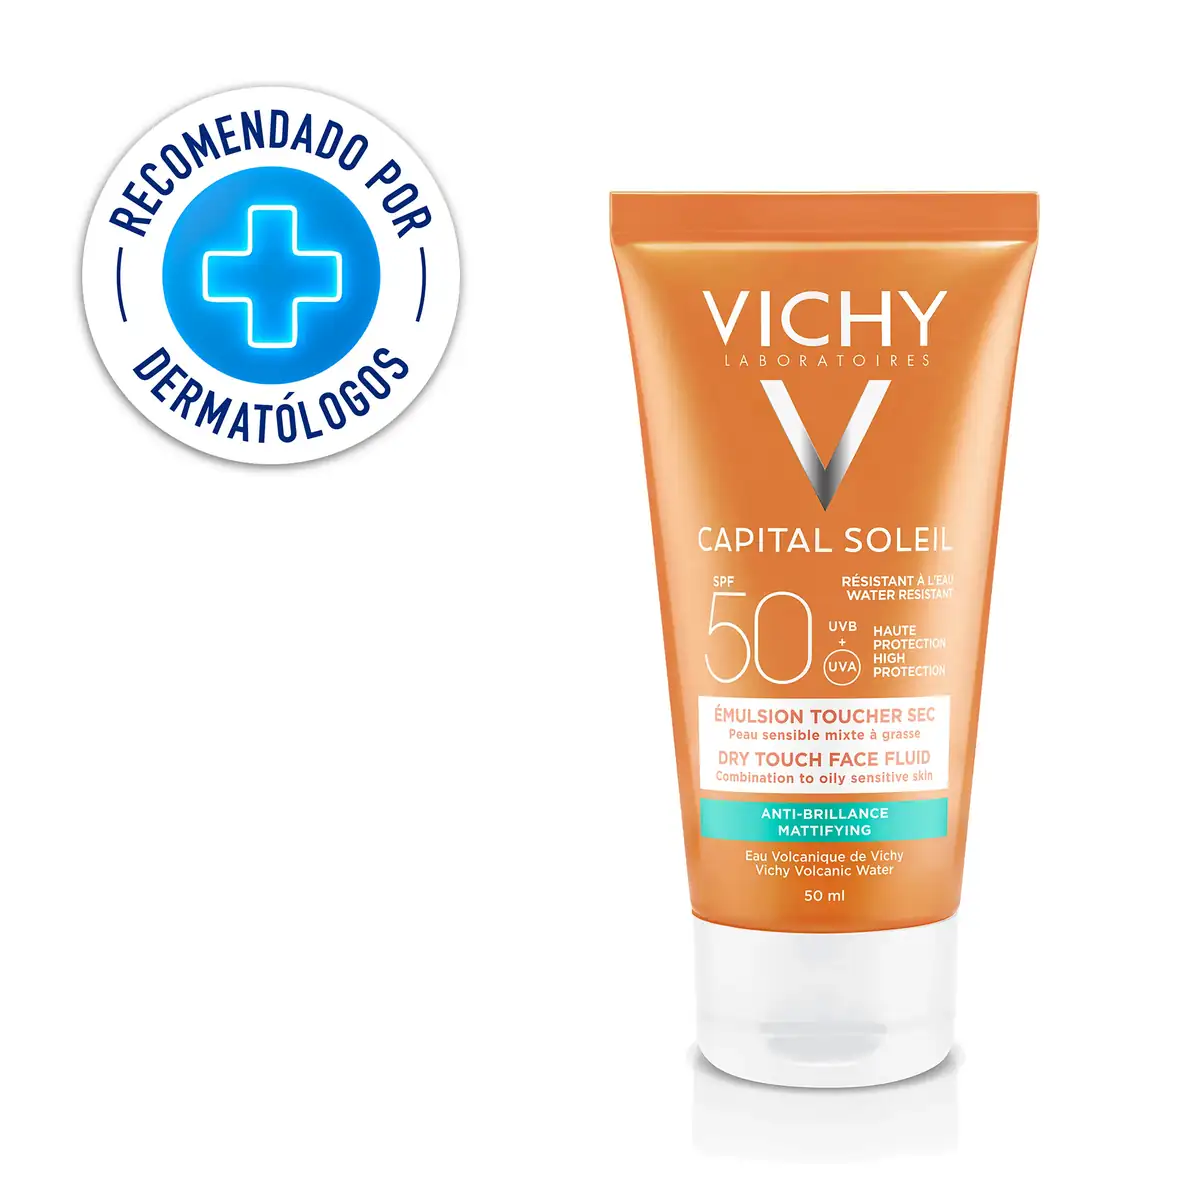 RECOMENDADO POR
DERMATÓLOGOS
VICHY
LABORATOIRES
V
CAPITAL SOLEIL
SPF
50
RÉSISTANT À L'EAU
WATER RESISTANT
UVB
+
UVA
HAUTE
PROTECTION
HIGH
PROTECTION
ÉMULSION TOUCHER SEC
Peau sensible mixte à grasse
DRY TOUCH FACE FLUID
Combination to oily sensitive skin
ANTI-BRILLANCE
MATTIFYING
Eau Volcanique de Vichy
Vichy Volcanic Water
50 ml